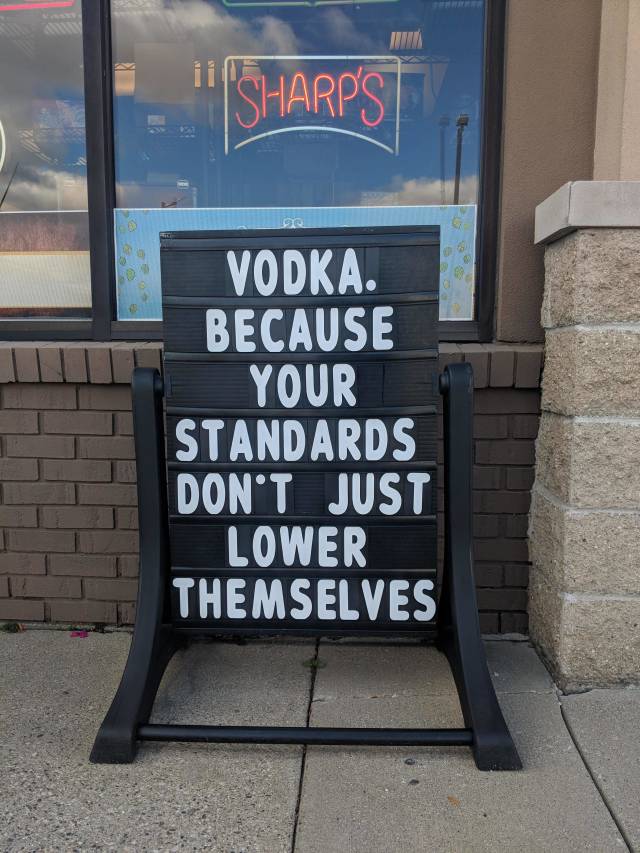 SHARP'S
VODKA.
BECAUSE
YOUR
STANDARDS
DON'T JUST
LOWER
THEMSELVES